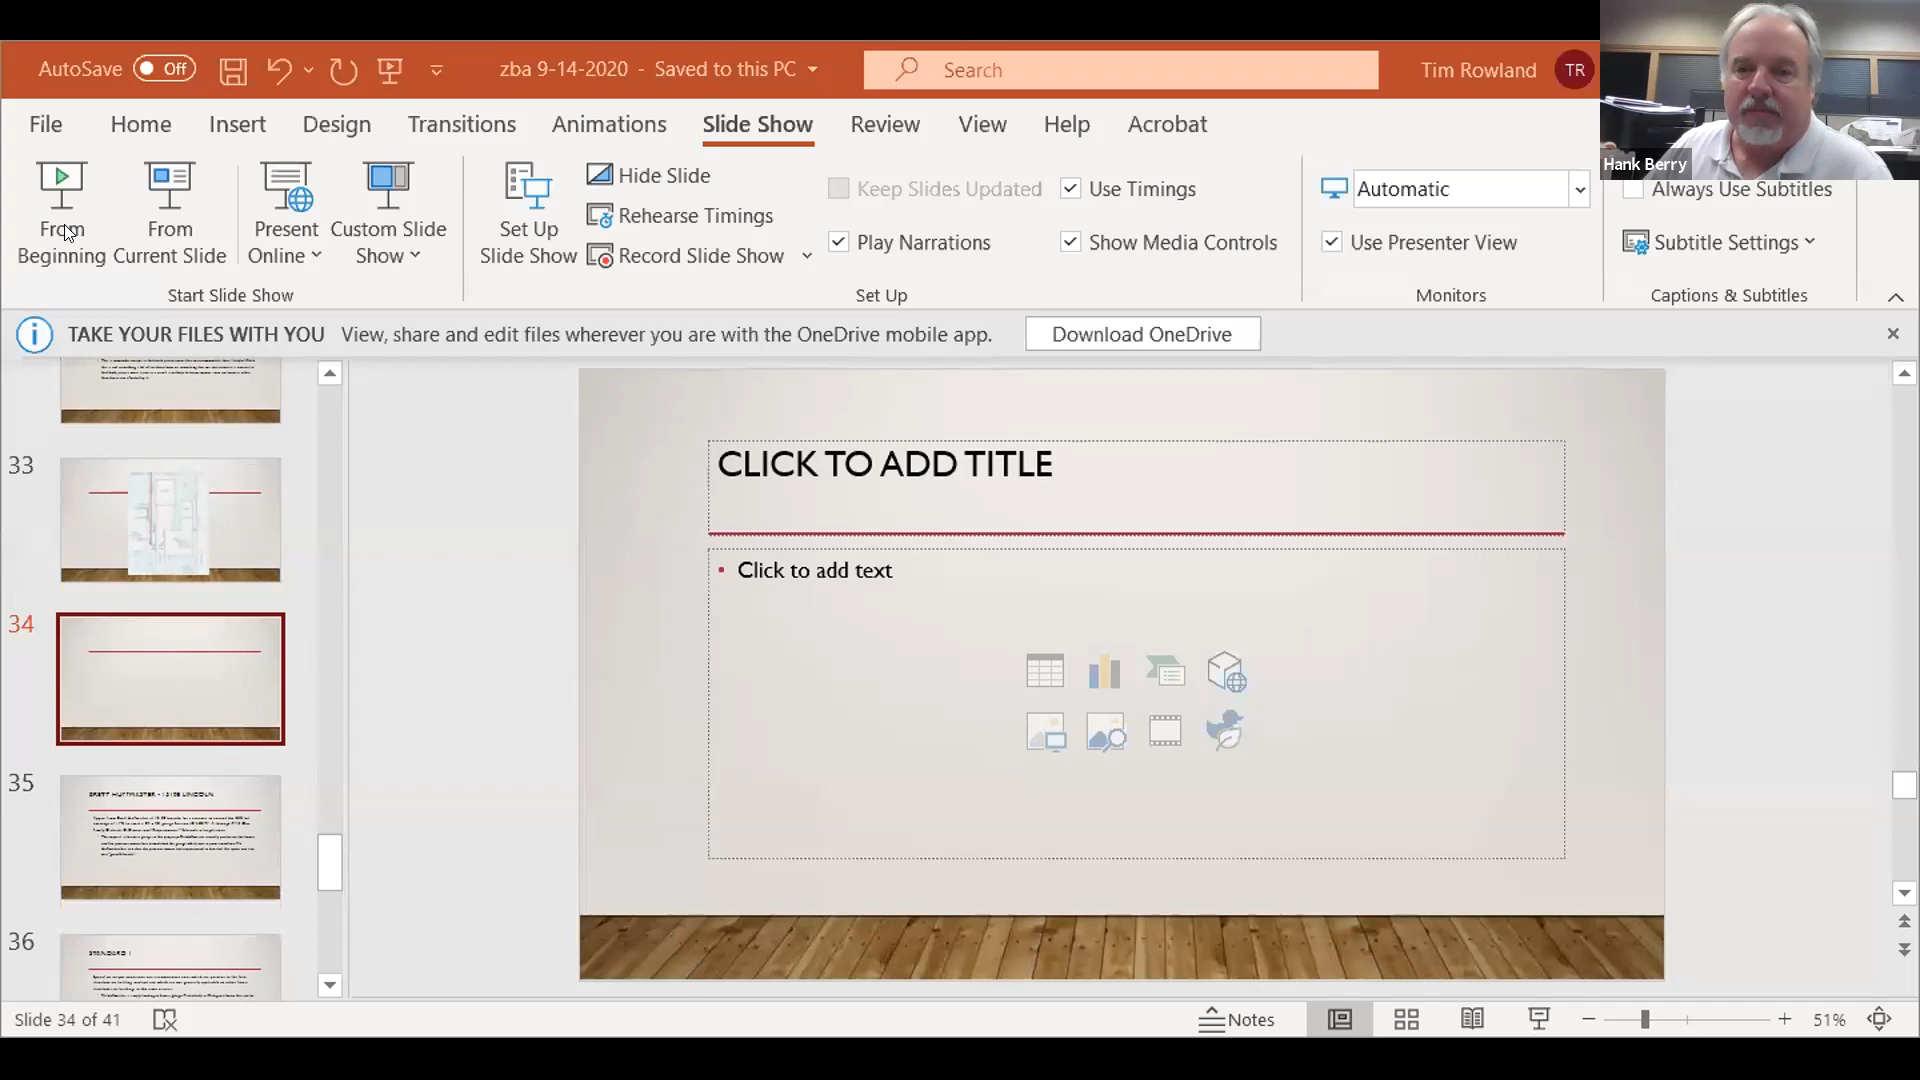 AutoSave Off
zba 9-14-2020 - Saved to this PC
Search
Tim Rowland TR
Hank Berry
File Home Insert Design Transitions Animations Slide Show Review View Help Acrobat
From Beginning
From Current Slide
Present Online
Custom Slide Show
Start Slide Show
Set Up Slide Show
Hide Slide
Rehearse Timings
Record Slide Show
Keep Slides Updated
Play Narrations
Use Timings
Show Media Controls
Set Up
Automatic
Use Presenter View
Monitors
Always Use Subtitles
Subtitle Settings
Captions & Subtitles
TAKE YOUR FILES WITH YOU View, share and edit files wherever you are with the OneDrive mobile app. Download OneDrive
33
34
35
36
STANDARD 1
CLICK TO ADD TITLE
• Click to add text
Slide 34 of 41
Notes
51%